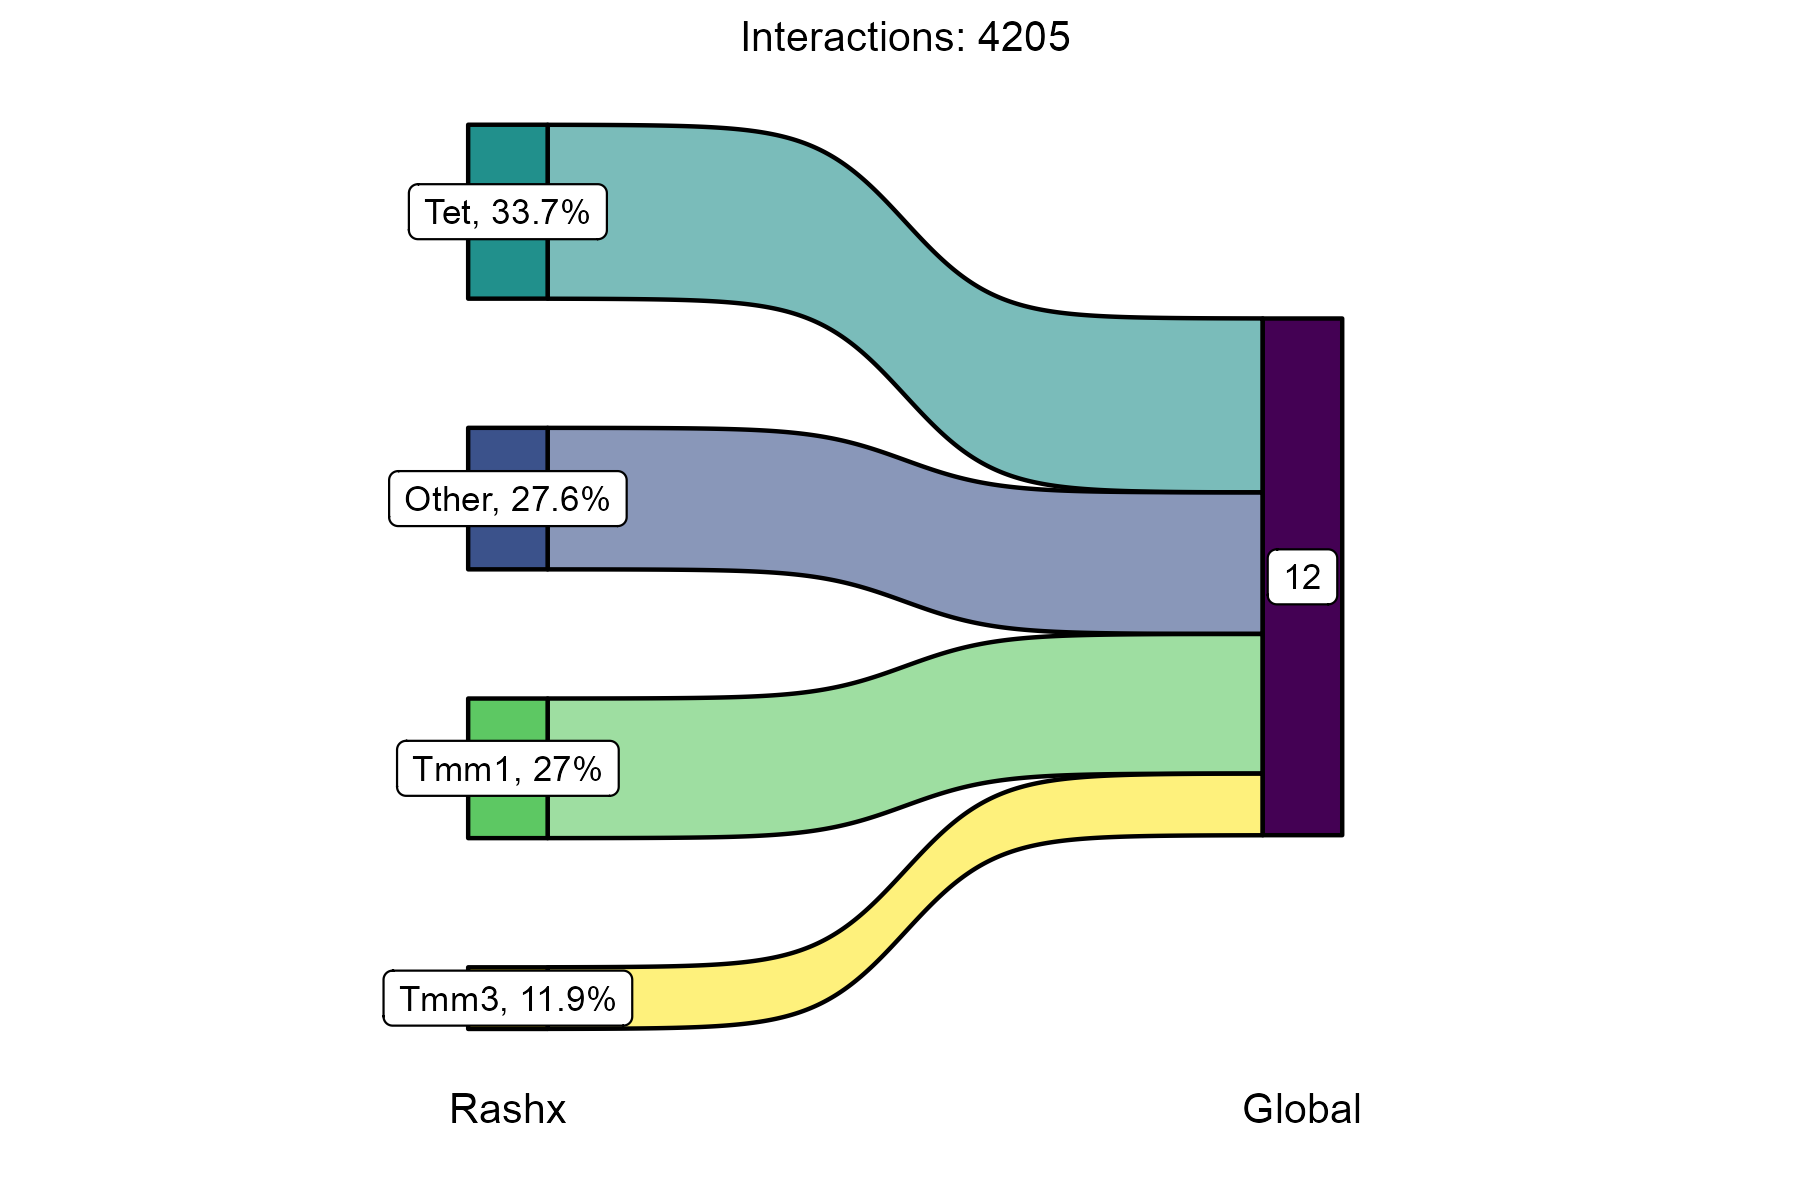 Interactions: 4205
Tet, 33.7%
Other, 27.6%
12
Tmm1, 27%
Tmm3, 11.9%
Rashx
Global